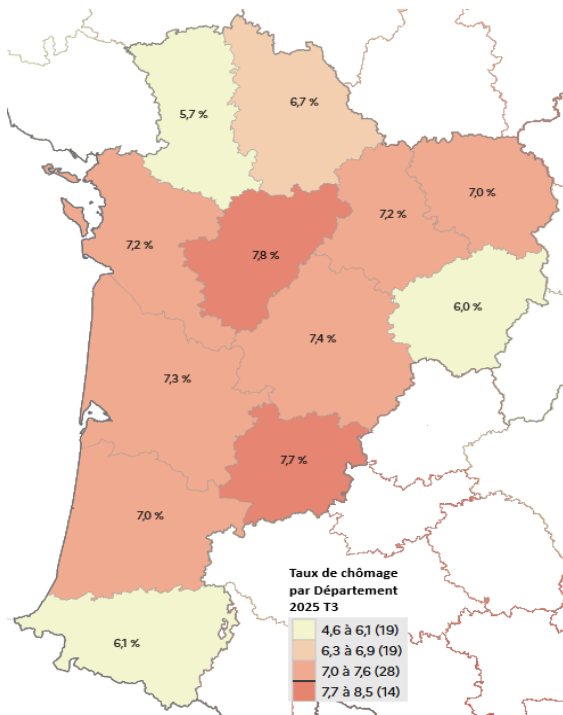 5,7 %
6,7 %
7,0 %
7,2 %
7,2 %
7,8 %
6,0 %
7,4 %
7,3 %
7,7 %
7,0 %
6,1 %
Taux de chômage
par Département
2025 T3
4,6 à 6,1 (19)
6,3 à 6,9 (19)
7,0 à 7,6 (28)
7,7 à 8,5 (14)